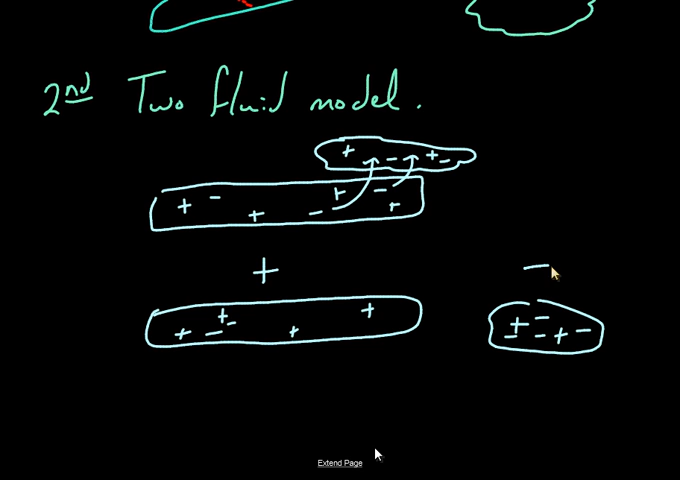 2nd Two fluid model.
+ - + - +
+ - + - + - +
+
-
+ + - - + +
+ - - - + -
Extend Page